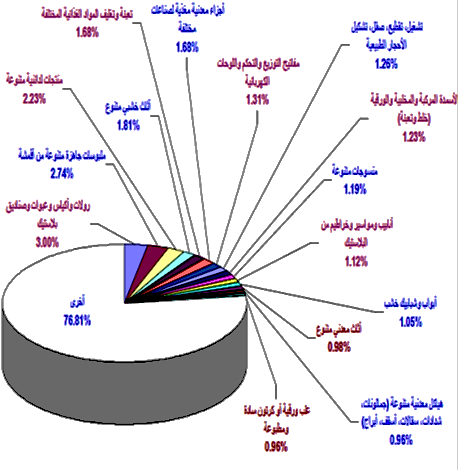 تعبئة وتغليف المواد الغذائية المختلفة
1.68%
أجزاء معدنية مغذية لصناعات
مختلفة
1.68%
تشغيل، تقطيع، صقل، تشكيل
الأحجار الطبيعية
1.26%
مفاتيح التوزيع والتحكم واللوحات
الكهربائية
1.31%
منتجات لدائنية متنوعة
2.23%
أثاث خشبي متنوع
1.81%
الأسمدة المركبة والمخلبية والورقية
(خلط وتعبئة)
1.23%
ملبوسات جاهزة متنوعة من أقمشة
2.74%
منسوجات متنوعة
1.19%
رولات وأكياس وعبوات وصناديق
بلاستيك
3.00%
أنابيب ومواسير وخراطيم من
البلاستيك
1.12%
أخرى
76.81%
أبواب وشبابيك خشب
1.05%
أثاث معدني متنوع
0.98%
علب ورقية أو كرتون سادة
ومطبوعة
0.96%
هياكل معدنية متنوعة (جمالونات،
شدادات، سقالات، أسقف، أبراج)
0.96%